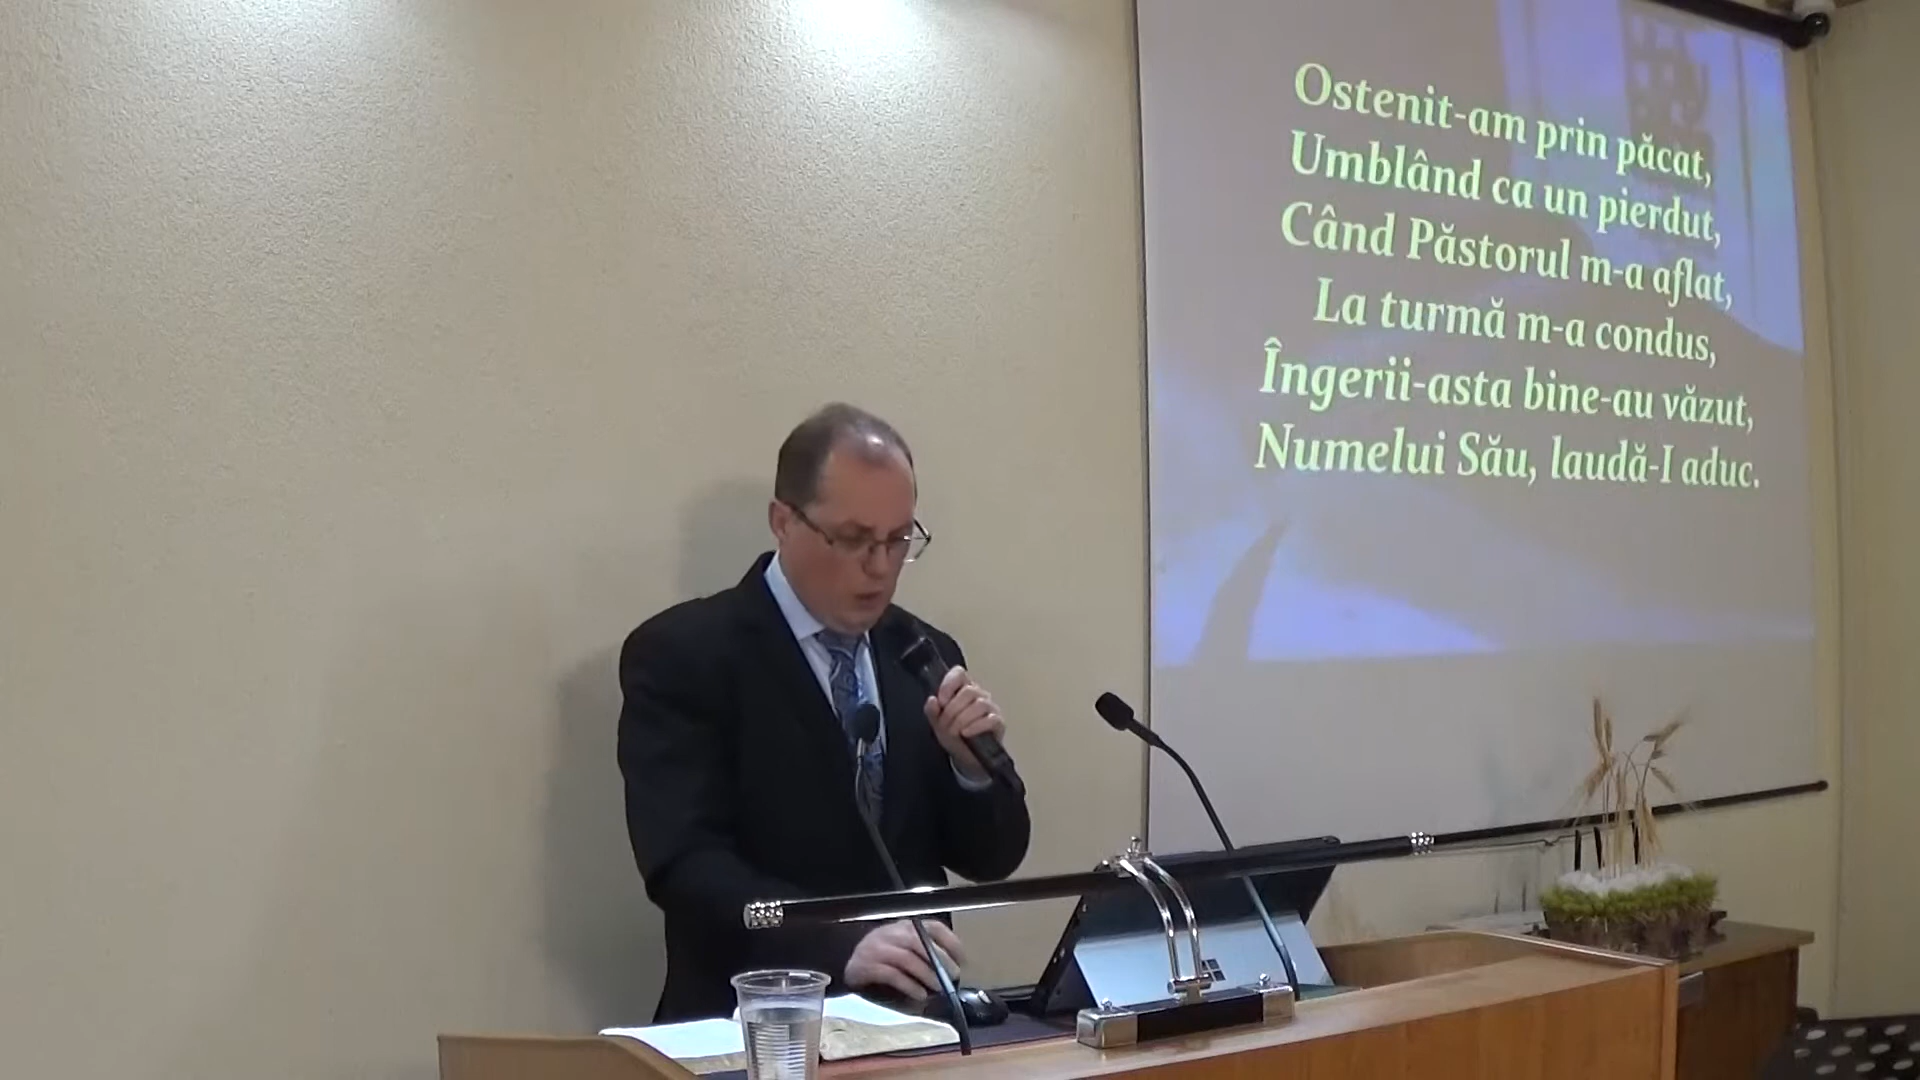 Ostenit-am prin păcat,
Umblând ca un pierdut,
Când Păstorul m-a aflat,
La turmă m-a condus,
Îngerii-asta bine-au văzut,
Numelui Său, laudă-I aduc.